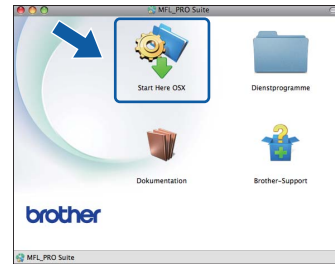 MFL_PRO Suite
Start Here OSX
Dienstprogramme
Dokumentation
Brother-Support
brother
MFL_PRO Suite